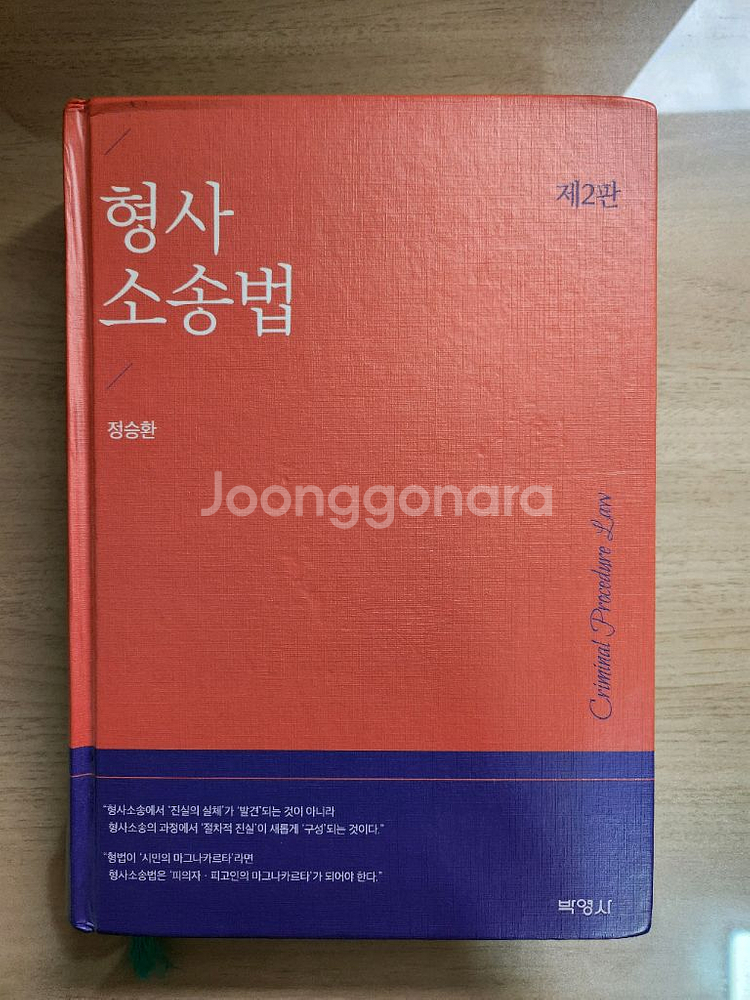 형사
소송법
제2판
정승환
Joonggonara
Criminal Procedure Law
"형사소송에서 '진실의 실체'가 '발견'되는 것이 아니라
형사소송의 과정에서 '절차적 진실'이 새롭게 '구성'되는 것이다."
"형법이 '시민의 마그나카르타'라면
형사소송법은 '피의자 · 피고인의 마그나카르타'가 되어야 한다."
박영사